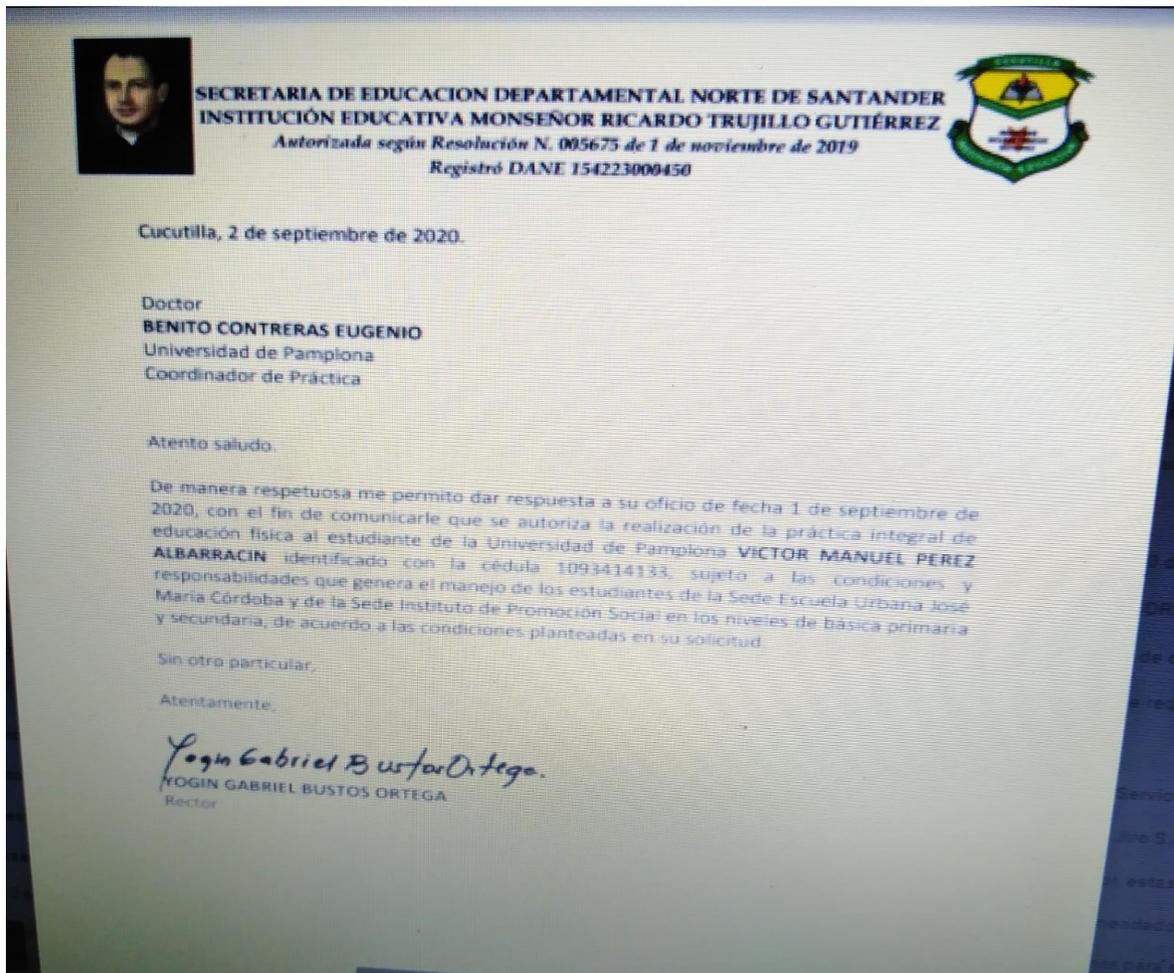 SECRETARIA DE EDUCACION DEPARTAMENTAL NORTE DE SANTANDER
INSTITUCIÓN EDUCATIVA MONSEÑOR RICARDO TRUJILLO GUTIÉRREZ
Autorizada según Resolución N. 005675 de 1 de noviembre de 2019
Registró DANE 154223000450
CUCUTILLA
Cucutilla, 2 de septiembre de 2020.
Doctor
BENITO CONTRERAS EUGENIO
Universidad de Pamplona
Coordinador de Práctica
Atento saludo.
De manera respetuosa me permito dar respuesta a su oficio de fecha 1 de septiembre de
2020, con el fin de comunicarle que se autoriza la realización de la práctica integral de
educación física al estudiante de la Universidad de Pamplona VICTOR MANUEL PEREZ
ALBARRACIN identificado con la cédula 1093414133, sujeto a las condiciones y
responsabilidades que genera el manejo de los estudiantes de la Sede Escuela Urbana José
María Córdoba y de la Sede Instituto de Promoción Social en los niveles de básica primaria
y secundaria, de acuerdo a las condiciones planteadas en su solicitud.
Sin otro particular,
Atentamente,
Yogin Gabriel Bustos Ortega.
YOGIN GABRIEL BUSTOS ORTEGA
Rector